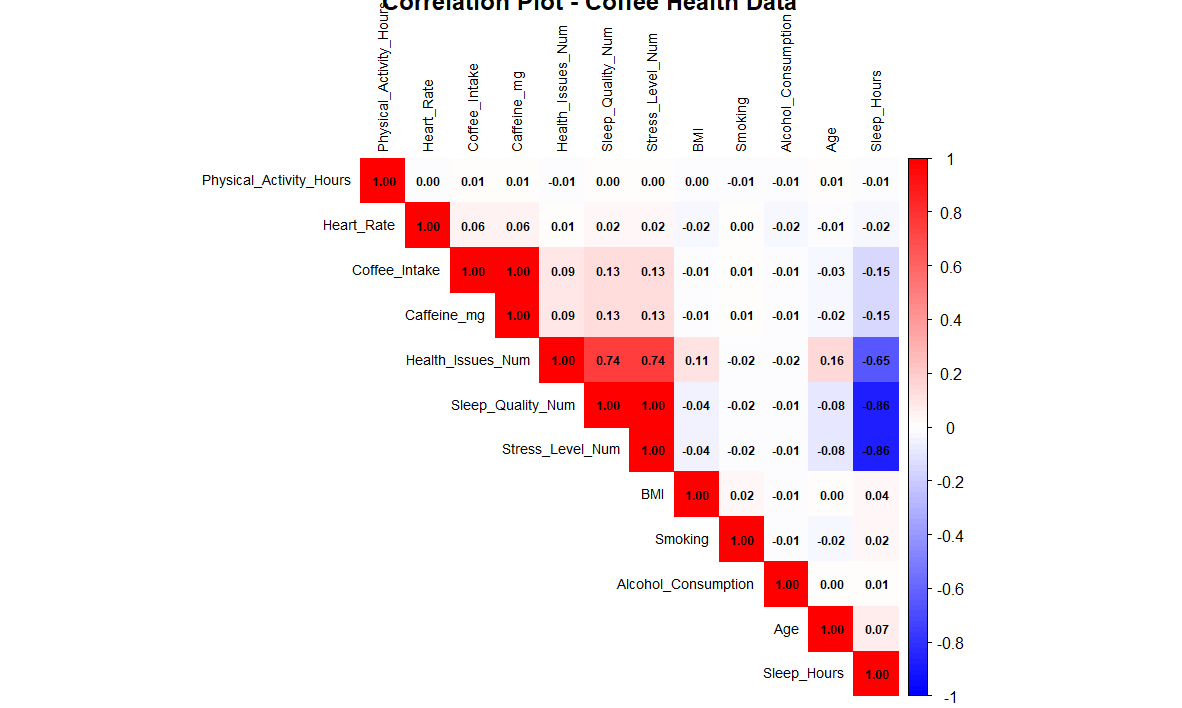 Correlation Plot - Coffee Health Data
Physical_Activity_Hours
Heart_Rate
Coffee_Intake
Caffeine_mg
Health_Issues_Num
Sleep_Quality_Num
Stress_Level_Num
BMI
Smoking
Alcohol_Consumption
Age
Sleep_Hours
Physical_Activity_Hours 1.00 0.00 0.01 0.01 -0.01 0.00 0.00 0.00 -0.01 -0.01 0.01 -0.01
Heart_Rate 1.00 0.06 0.06 0.01 0.02 0.02 -0.02 0.00 -0.02 -0.01 -0.02
Coffee_Intake 1.00 1.00 0.09 0.13 0.13 -0.01 0.01 -0.01 -0.03 -0.15
Caffeine_mg 1.00 0.09 0.13 0.13 -0.01 0.01 -0.01 -0.02 -0.15
Health_Issues_Num 1.00 0.74 0.74 0.11 -0.02 -0.02 0.16 -0.65
Sleep_Quality_Num 1.00 1.00 -0.04 -0.02 -0.01 -0.08 -0.86
Stress_Level_Num 1.00 -0.04 -0.02 -0.01 -0.08 -0.86
BMI 1.00 0.02 -0.01 0.00 0.04
Smoking 1.00 -0.01 -0.02 0.02
Alcohol_Consumption 1.00 0.00 0.01
Age 1.00 0.07
Sleep_Hours 1.00
1
0.8
0.6
0.4
0.2
0
-0.2
-0.4
-0.6
-0.8
-1